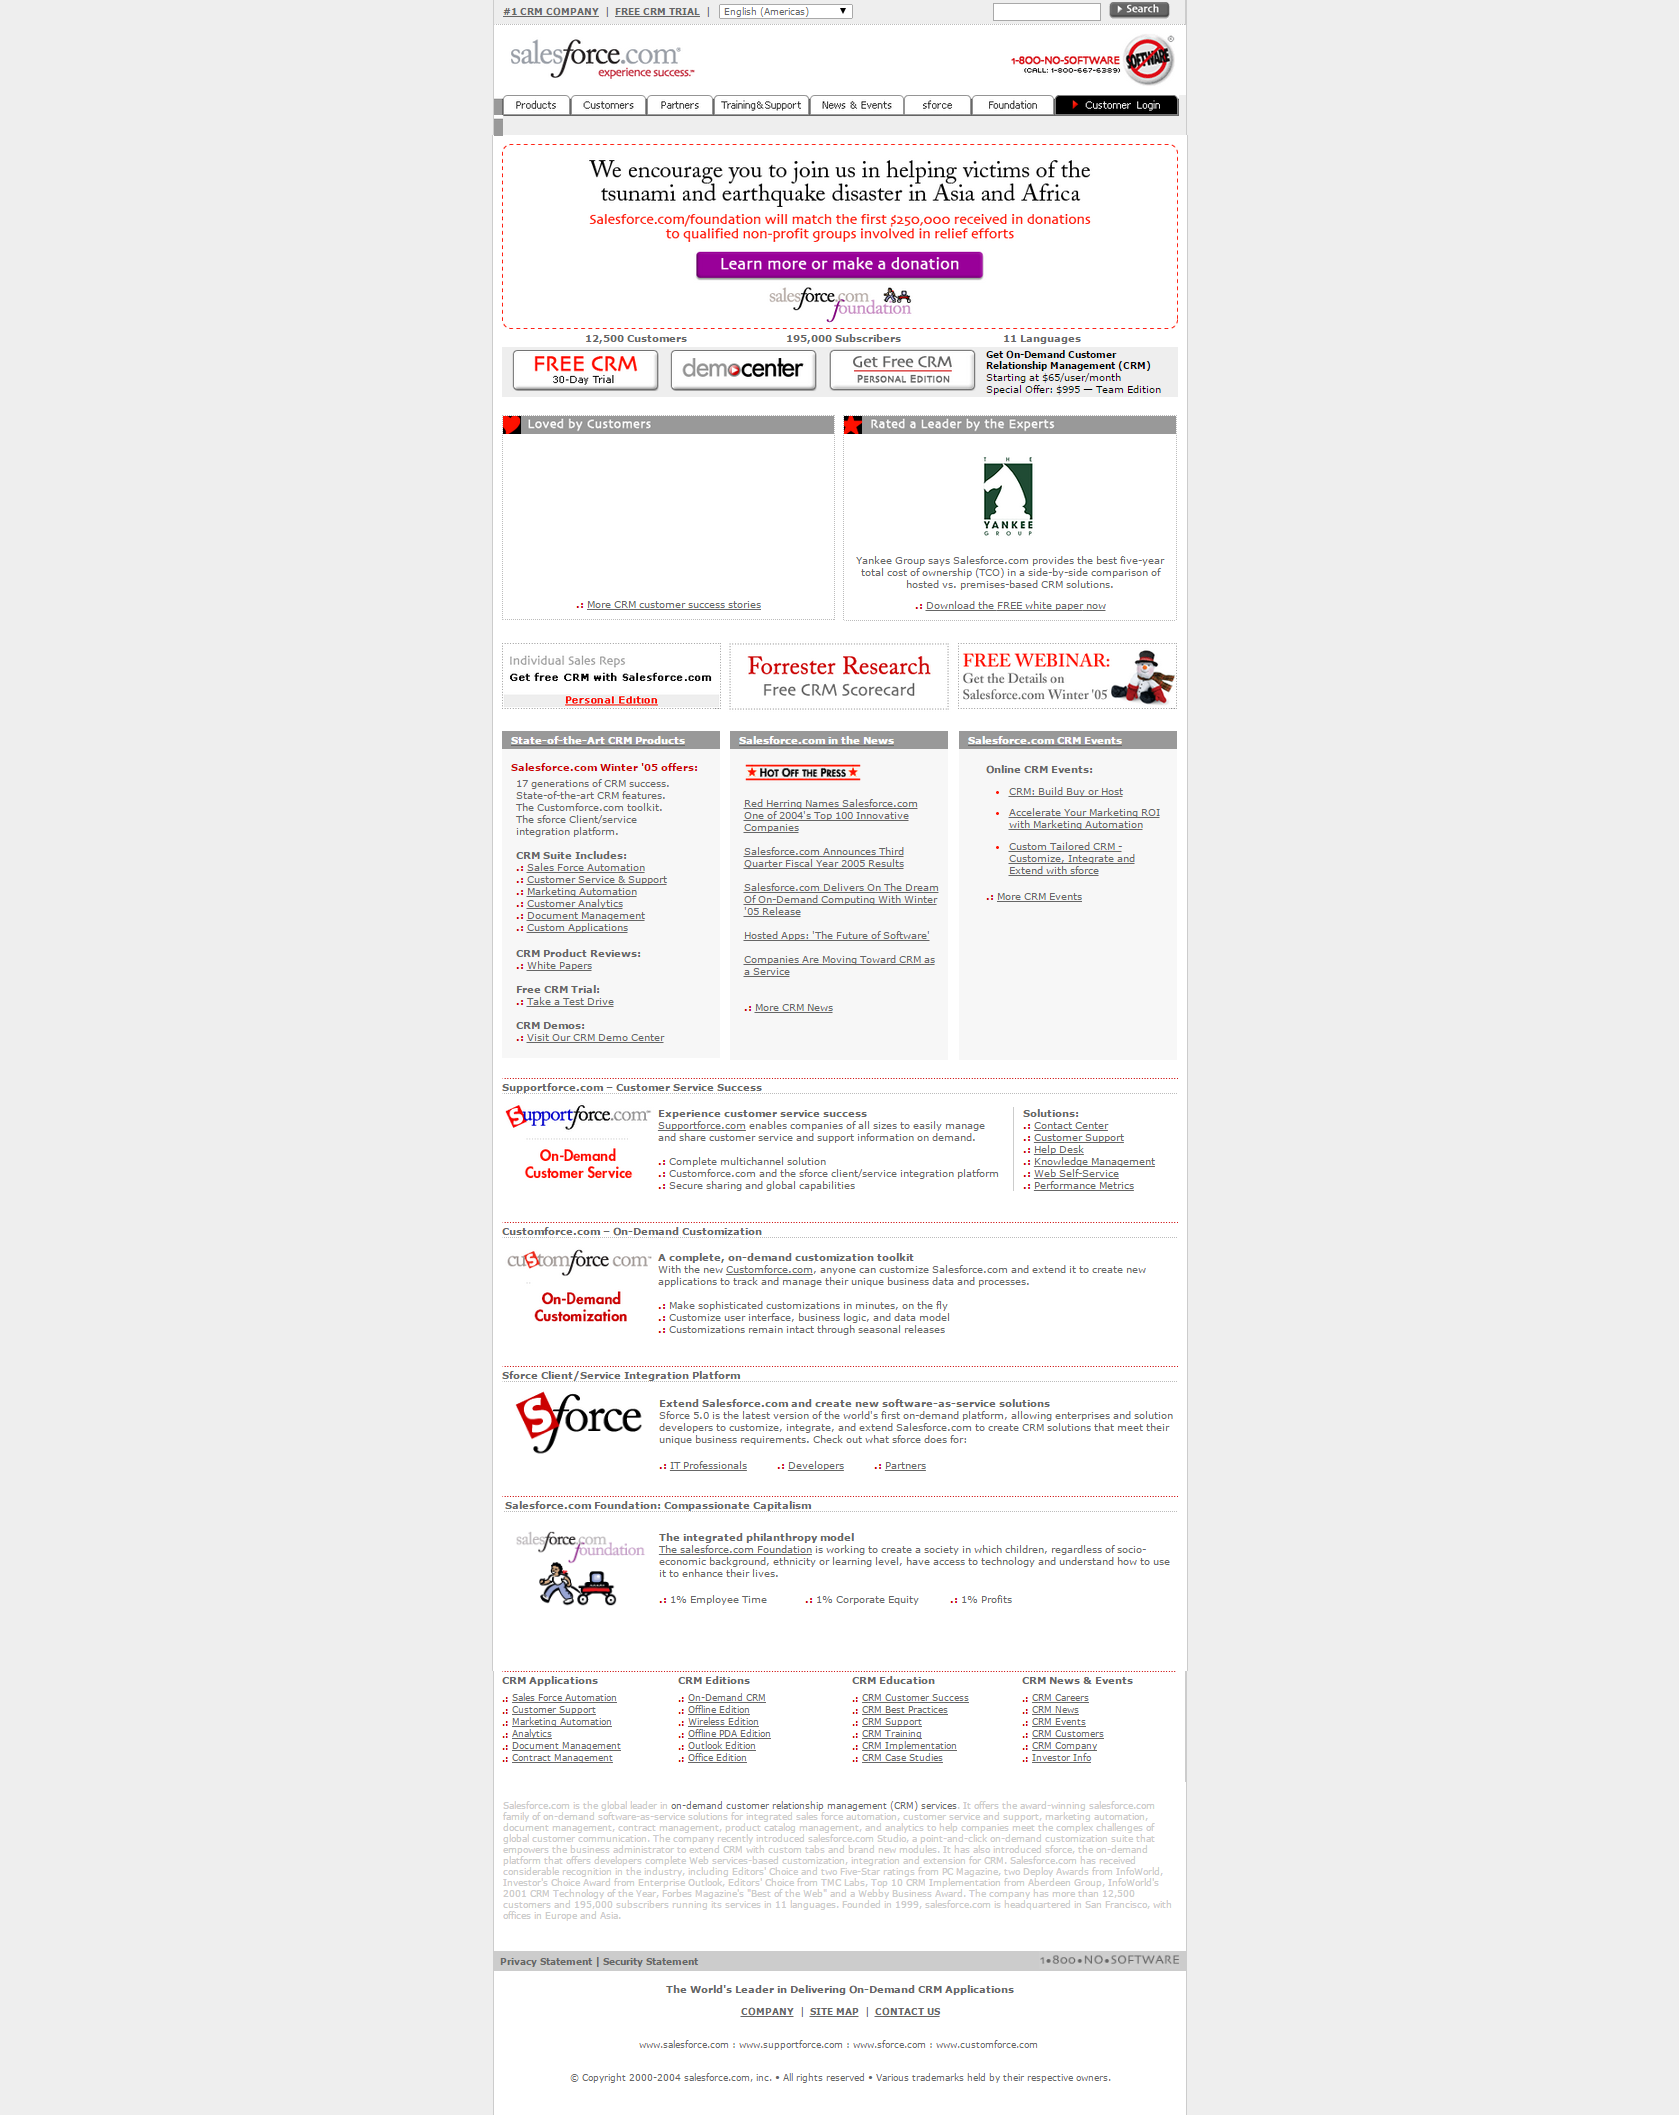 #1 CRM COMPANY | FREE CRM TRIAL | English (Americas) Search
salesforce.com
experience success.™
1-800-NO-SOFTWARE
(CALL: 1-800-667-6389)
SOFTWARE ®
Products Customers Partners Training&Support News & Events sforce Foundation Customer Login
We encourage you to join us in helping victims of the
tsunami and earthquake disaster in Asia and Africa
Salesforce.com/foundation will match the first $250,000 received in donations
to qualified non-profit groups involved in relief efforts
Learn more or make a donation
salesforce.com
foundation
12,500 Customers 195,000 Subscribers 11 Languages
FREE CRM
30-Day Trial
democenter
Get Free CRM
PERSONAL EDITION
Get On-Demand Customer
Relationship Management (CRM)
Starting at $65/user/month
Special Offer: $995 — Team Edition
Loved by Customers
.: More CRM customer success stories
Rated a Leader by the Experts
THE
YANKEE
GROUP
Yankee Group says Salesforce.com provides the best five-year
total cost of ownership (TCO) in a side-by-side comparison of
hosted vs. premises-based CRM solutions.
.: Download the FREE white paper now
Individual Sales Reps
Get free CRM with Salesforce.com
Personal Edition
Forrester Research
Free CRM Scorecard
FREE WEBINAR:
Get the Details on
Salesforce.com Winter '05
State-of-the-Art CRM Products
Salesforce.com Winter '05 offers:
17 generations of CRM success.
State-of-the-art CRM features.
The Customforce.com toolkit.
The sforce Client/service
integration platform.
CRM Suite Includes:
.: Sales Force Automation
.: Customer Service & Support
.: Marketing Automation
.: Customer Analytics
.: Document Management
.: Custom Applications
CRM Product Reviews:
.: White Papers
Free CRM Trial:
.: Take a Test Drive
CRM Demos:
.: Visit Our CRM Demo Center
Salesforce.com in the News
HOT OFF THE PRESS
Red Herring Names Salesforce.com
One of 2004's Top 100 Innovative
Companies
Salesforce.com Announces Third
Quarter Fiscal Year 2005 Results
Salesforce.com Delivers On The Dream
Of On-Demand Computing With Winter
'05 Release
Hosted Apps: 'The Future of Software'
Companies Are Moving Toward CRM as
a Service
.: More CRM News
Salesforce.com CRM Events
Online CRM Events:
• CRM: Build Buy or Host
• Accelerate Your Marketing ROI
with Marketing Automation
• Custom Tailored CRM -
Customize, Integrate and
Extend with sforce
.: More CRM Events
Supportforce.com – Customer Service Success
Supportforce.com™
On-Demand
Customer Service
Experience customer service success
Supportforce.com enables companies of all sizes to easily manage
and share customer service and support information on demand.
.: Complete multichannel solution
.: Customforce.com and the sforce client/service integration platform
.: Secure sharing and global capabilities
Solutions:
.: Contact Center
.: Customer Support
.: Help Desk
.: Knowledge Management
.: Web Self-Service
.: Performance Metrics
Customforce.com – On-Demand Customization
customforce.com™
On-Demand
Customization
A complete, on-demand customization toolkit
With the new Customforce.com, anyone can customize Salesforce.com and extend it to create new
applications to track and manage their unique business data and processes.
.: Make sophisticated customizations in minutes, on the fly
.: Customize user interface, business logic, and data model
.: Customizations remain intact through seasonal releases
Sforce Client/Service Integration Platform
Sforce
Extend Salesforce.com and create new software-as-service solutions
Sforce 5.0 is the latest version of the world's first on-demand platform, allowing enterprises and solution
developers to customize, integrate, and extend Salesforce.com to create CRM solutions that meet their
unique business requirements. Check out what sforce does for:
.: IT Professionals .: Developers .: Partners
Salesforce.com Foundation: Compassionate Capitalism
salesforce.com
foundation
The integrated philanthropy model
The salesforce.com Foundation is working to create a society in which children, regardless of socio-
economic background, ethnicity or learning level, have access to technology and understand how to use
it to enhance their lives.
.: 1% Employee Time .: 1% Corporate Equity .: 1% Profits
CRM Applications
.: Sales Force Automation
.: Customer Support
.: Marketing Automation
.: Analytics
.: Document Management
.: Contract Management
CRM Editions
.: On-Demand CRM
.: Offline Edition
.: Wireless Edition
.: Offline PDA Edition
.: Outlook Edition
.: Office Edition
CRM Education
.: CRM Customer Success
.: CRM Best Practices
.: CRM Support
.: CRM Training
.: CRM Implementation
.: CRM Case Studies
CRM News & Events
.: CRM Careers
.: CRM News
.: CRM Events
.: CRM Customers
.: CRM Company
.: Investor Info
Salesforce.com is the global leader in on-demand customer relationship management (CRM) services. It offers the award-winning salesforce.com
family of on-demand software-as-service solutions for integrated sales force automation, customer service and support, marketing automation,
document management, contract management, product catalog management, and analytics to help companies meet the complex challenges of
global customer communication. The company recently introduced salesforce.com Studio, a point-and-click on-demand customization suite that
empowers the business administrator to extend CRM with custom tabs and brand new modules. It has also introduced sforce, the on-demand
platform that offers developers complete Web services-based customization, integration and extension for CRM. Salesforce.com has received
considerable recognition in the industry, including Editors' Choice and two Five-Star ratings from PC Magazine, two Deploy Awards from InfoWorld,
Investor's Choice Award from Enterprise Outlook, Editors' Choice from TMC Labs, Top 10 CRM Implementation from Aberdeen Group, InfoWorld's
2001 CRM Technology of the Year, Forbes Magazine's "Best of the Web" and a Webby Business Award. The company has more than 12,500
customers and 195,000 subscribers running its services in 11 languages. Founded in 1999, salesforce.com is headquartered in San Francisco, with
offices in Europe and Asia.
Privacy Statement | Security Statement 1•800•NO•SOFTWARE
The World's Leader in Delivering On-Demand CRM Applications
COMPANY | SITE MAP | CONTACT US
www.salesforce.com : www.supportforce.com : www.sforce.com : www.customforce.com
© Copyright 2000-2004 salesforce.com, inc. • All rights reserved • Various trademarks held by their respective owners.